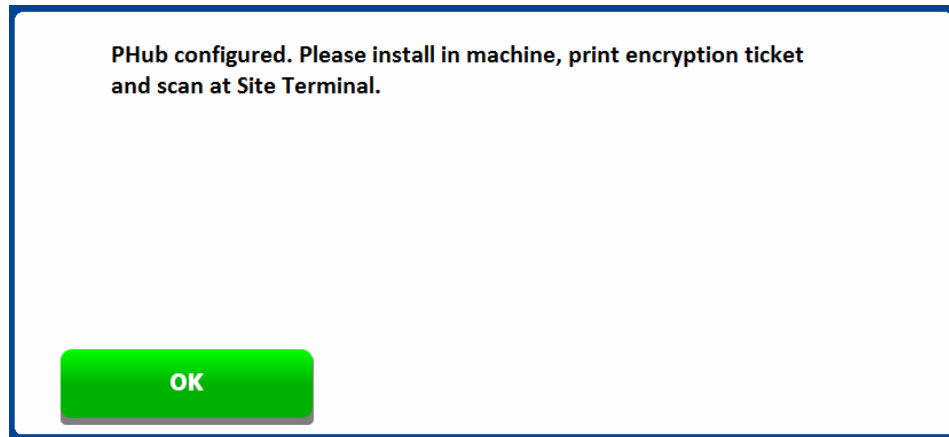 PHub configured. Please install in machine, print encryption ticket
and scan at Site Terminal.
OK